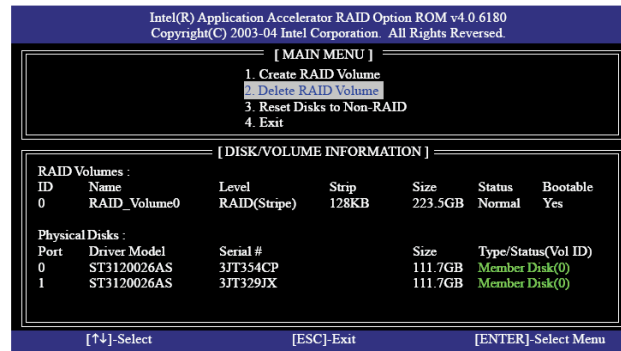 Intel(R) Application Accelerator RAID Option ROM v4.0.6180
Copyright(C) 2003-04 Intel Corporation. All Rights Reversed.
[ MAIN MENU ]
1. Create RAID Volume
2. Delete RAID Volume
3. Reset Disks to Non-RAID
4. Exit
[ DISK/VOLUME INFORMATION ]
RAID Volumes :
ID Name Level Strip Size Status Bootable
0 RAID_Volume0 RAID(Stripe) 128KB 223.5GB Normal Yes
Physical Disks :
Port Driver Model Serial # Size Type/Status(Vol ID)
0 ST3120026AS 3JT354CP 111.7GB Member Disk(0)
1 ST3120026AS 3JT329JX 111.7GB Member Disk(0)
[↑↓]-Select [ESC]-Exit [ENTER]-Select Menu